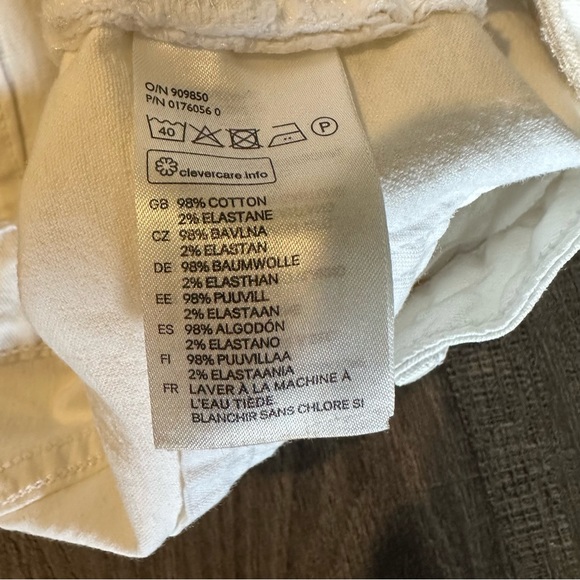 O/N 909850
P/N 0176056 0
40 P
clevercare.info
GB 98% COTTON
2% ELASTANE
CZ 98% BAVLNA
2% ELASTAN
DE 98% BAUMWOLLE
2% ELASTHAN
EE 98% PUUVILL
2% ELASTAAN
ES 98% ALGODÓN
2% ELASTANO
FI 98% PUUVILLAA
2% ELASTAANIA
FR LAVER À LA MACHINE À
L'EAU TIÈDE
BLANCHIR SANS CHLORE SI